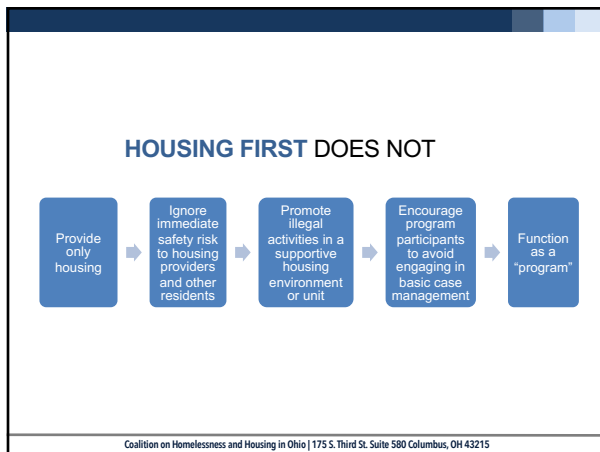 HOUSING FIRST DOES NOT
Provide
only
housing
Ignore
immediate
safety risk
to housing
providers
and other
residents
Promote
illegal
activities in a
supportive
housing
environment
or unit
Encourage
program
participants
to avoid
engaging in
basic case
management
Function
as a
“program”
Coalition on Homelessness and Housing in Ohio | 175 S. Third St. Suite 580 Columbus, OH 43215